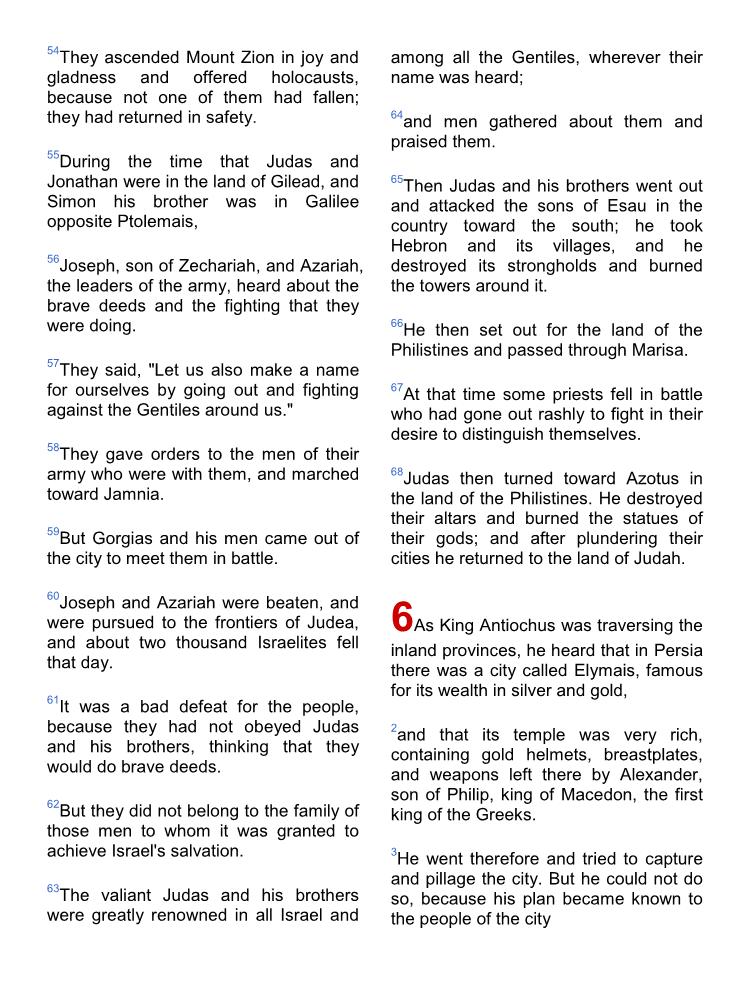 54They ascended Mount Zion in joy and
gladness and offered holocausts,
because not one of them had fallen;
they had returned in safety.
55During the time that Judas and
Jonathan were in the land of Gilead, and
Simon his brother was in Galilee
opposite Ptolemais,
56Joseph, son of Zechariah, and Azariah,
the leaders of the army, heard about the
brave deeds and the fighting that they
were doing.
57They said, "Let us also make a name
for ourselves by going out and fighting
against the Gentiles around us."
58They gave orders to the men of their
army who were with them, and marched
toward Jamnia.
59But Gorgias and his men came out of
the city to meet them in battle.
60Joseph and Azariah were beaten, and
were pursued to the frontiers of Judea,
and about two thousand Israelites fell
that day.
61It was a bad defeat for the people,
because they had not obeyed Judas
and his brothers, thinking that they
would do brave deeds.
62But they did not belong to the family of
those men to whom it was granted to
achieve Israel's salvation.
63The valiant Judas and his brothers
were greatly renowned in all Israel and
among all the Gentiles, wherever their
name was heard;
64and men gathered about them and
praised them.
65Then Judas and his brothers went out
and attacked the sons of Esau in the
country toward the south; he took
Hebron and its villages, and he
destroyed its strongholds and burned
the towers around it.
66He then set out for the land of the
Philistines and passed through Marisa.
67At that time some priests fell in battle
who had gone out rashly to fight in their
desire to distinguish themselves.
68Judas then turned toward Azotus in
the land of the Philistines. He destroyed
their altars and burned the statues of
their gods; and after plundering their
cities he returned to the land of Judah.
6As King Antiochus was traversing the
inland provinces, he heard that in Persia
there was a city called Elymais, famous
for its wealth in silver and gold,
2and that its temple was very rich,
containing gold helmets, breastplates,
and weapons left there by Alexander,
son of Philip, king of Macedon, the first
king of the Greeks.
3He went therefore and tried to capture
and pillage the city. But he could not do
so, because his plan became known to
the people of the city